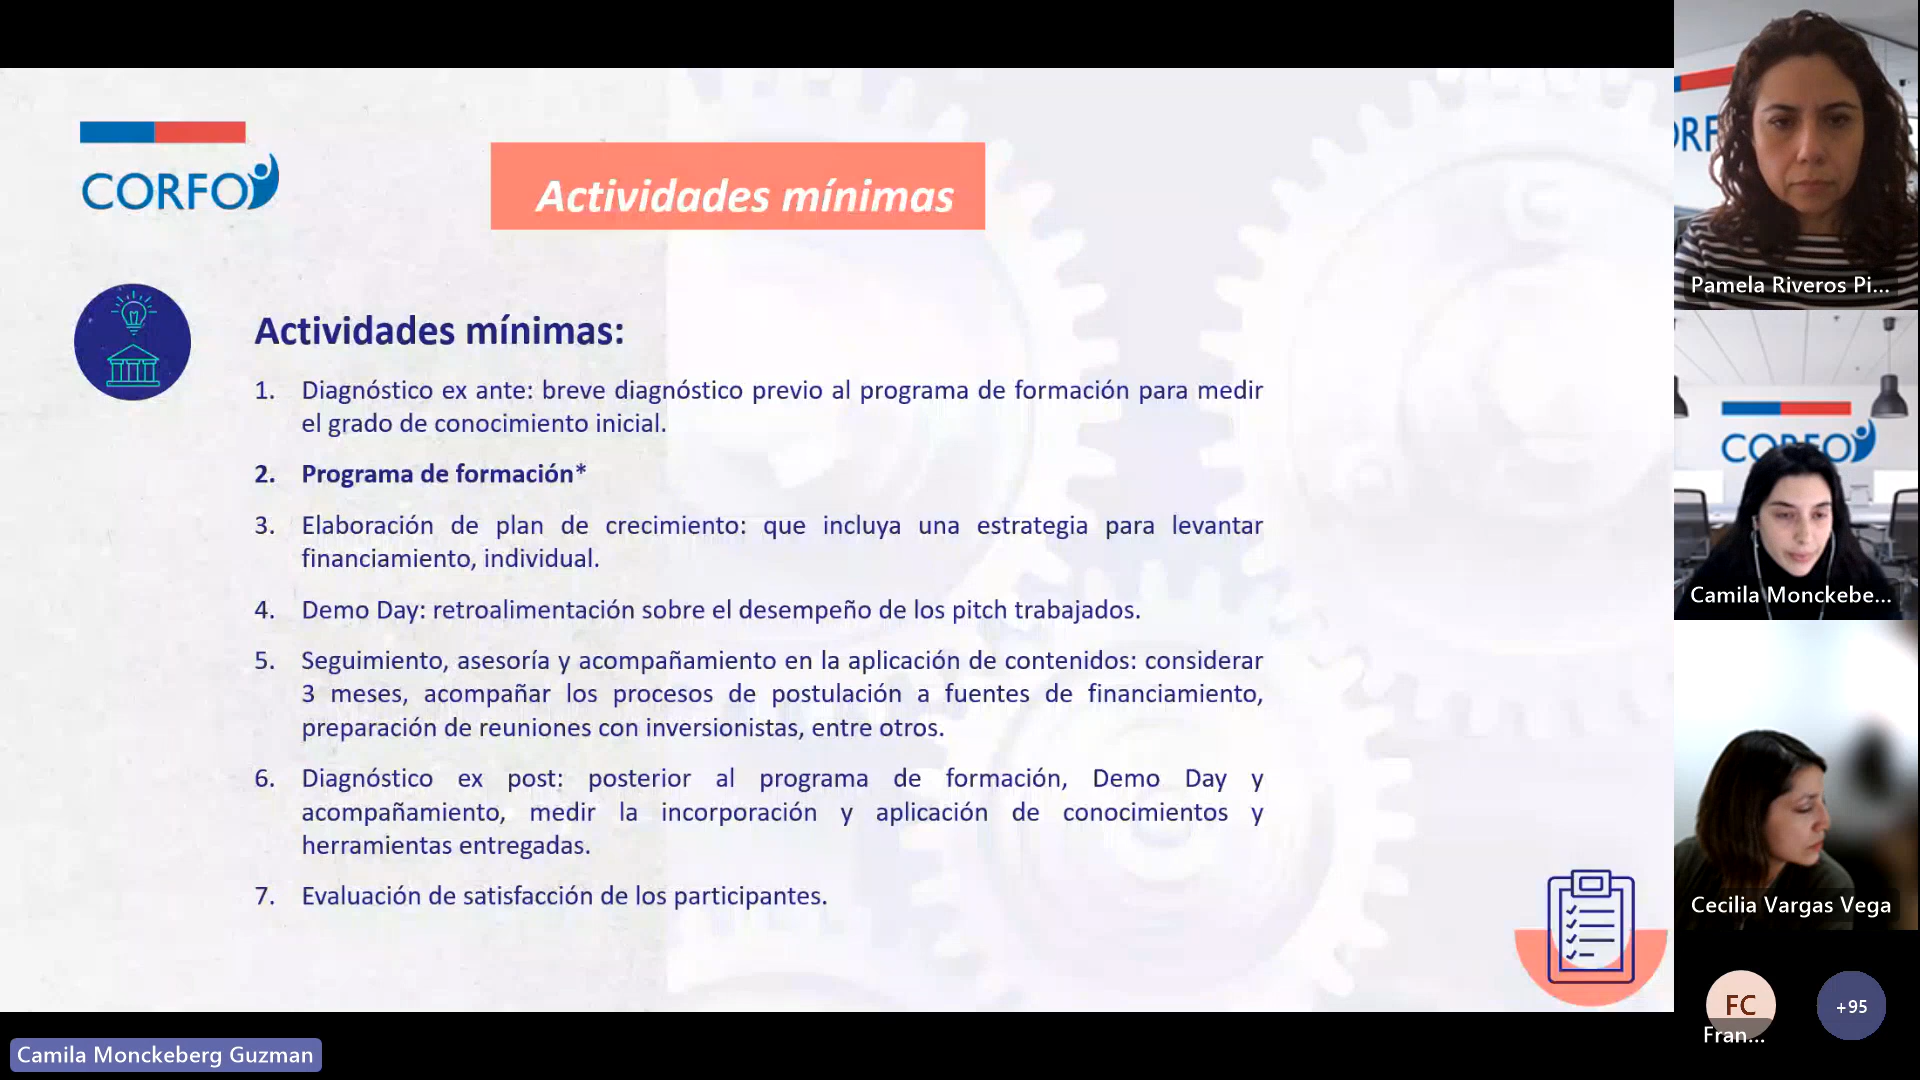 CORFO
Actividades mínimas
Actividades mínimas:
1. Diagnóstico ex ante: breve diagnóstico previo al programa de formación para medir
el grado de conocimiento inicial.
2. Programa de formación*
3. Elaboración de plan de crecimiento: que incluya una estrategia para levantar
financiamiento, individual.
4. Demo Day: retroalimentación sobre el desempeño de los pitch trabajados.
5. Seguimiento, asesoría y acompañamiento en la aplicación de contenidos: considerar
3 meses, acompañar los procesos de postulación a fuentes de financiamiento,
preparación de reuniones con inversionistas, entre otros.
6. Diagnóstico ex post: posterior al programa de formación, Demo Day y
acompañamiento, medir la incorporación y aplicación de conocimientos y
herramientas entregadas.
7. Evaluación de satisfacción de los participantes.
Camila Monckeberg Guzman
ORF
Pamela Riveros Pi...
CORFO
Camila Monckebe...
Cecilia Vargas Vega
FC
Fran...
+95